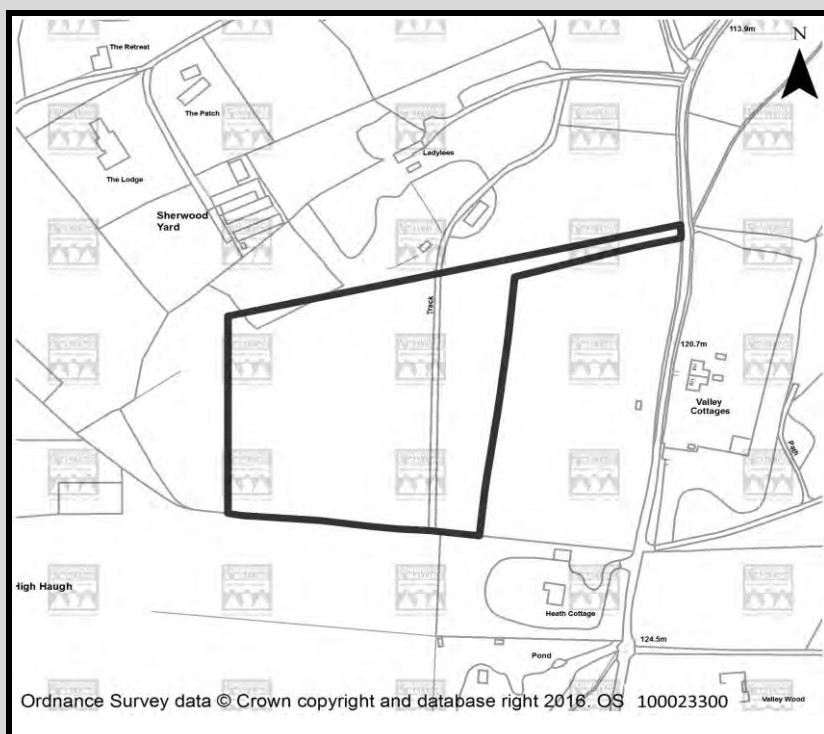 113.9m
N
The Retreat
The Patch
Ladylees
The Lodge
Sherwood
Yard
Track
120.7m
Valley
Cottages
Path
High Haugh
Heath Cottage
124.5m
Pond
Valley Wood
Ordnance Survey data © Crown copyright and database right 2016. OS 100023300